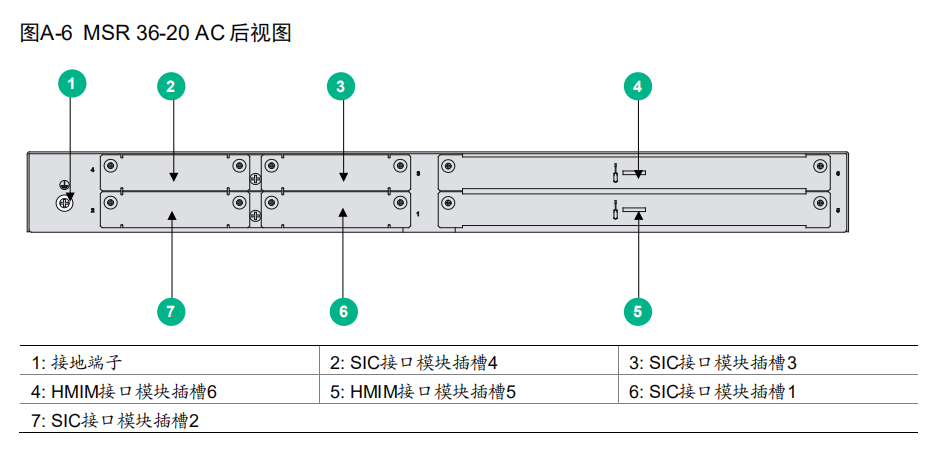 图A-6 MSR 36-20 AC后视图
1
2
3
4
4
3
6
2
1
5
7
6
5
1: 接地端子
2: SIC接口模块插槽4
3: SIC接口模块插槽3
4: HMIM接口模块插槽6
5: HMIM接口模块插槽5
6: SIC接口模块插槽1
7: SIC接口模块插槽2